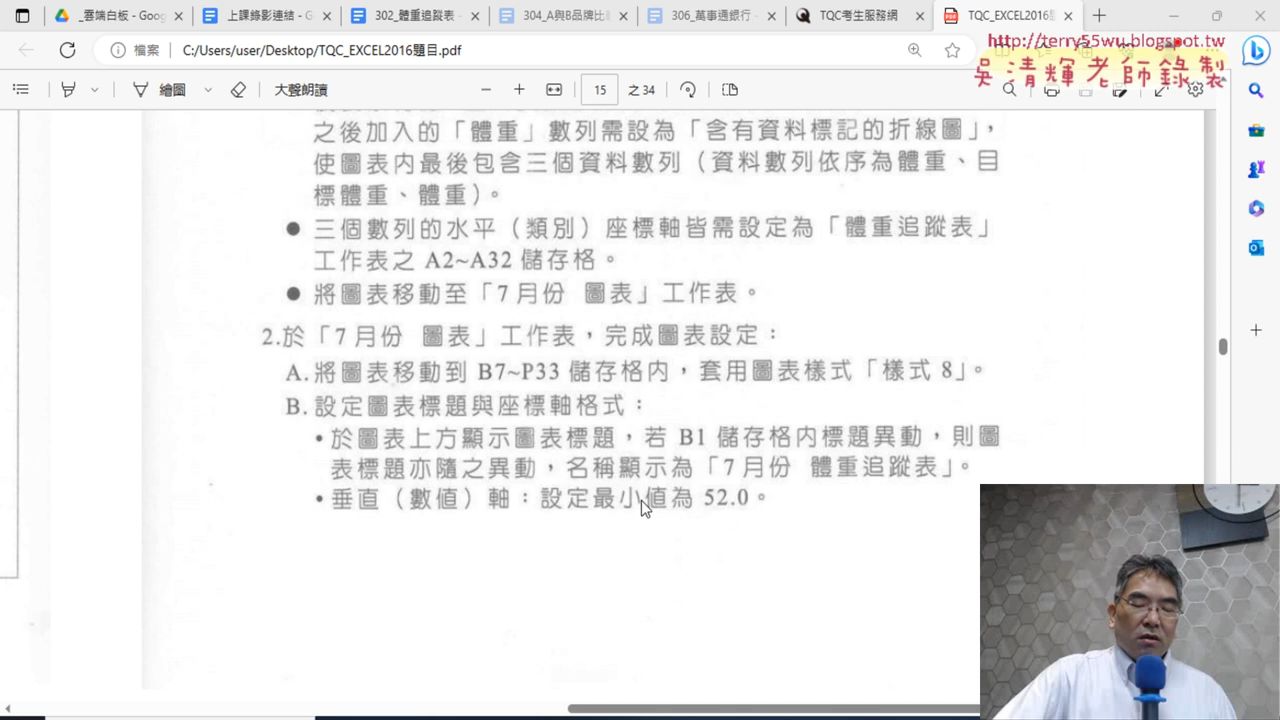 _雲端白板 - Goog
上課錄影連結 - G
302_體重追蹤表 -
304_A與B品牌比
306_萬事通銀行 -
TQC考生服務網
TQC_EXCEL2016題
http://terry55wu.blogspot.tw
吳清輝老師錄製
檔案
C:/Users/user/Desktop/TQC_EXCEL2016題目.pdf
繪圖
大聲朗讀
15
之 34
之後加入的「體重」數列需設為「含有資料標記的折線圖」,
使圖表內最後包含三個資料數列(資料數列依序為體重、目
標體重、體重)。
● 三個數列的水平(類別)座標軸皆需設定為「體重追蹤表」
工作表之 A2~A32 儲存格。
● 將圖表移動至「7 月份 圖表」工作表。
2.於「7 月份 圖表」工作表,完成圖表設定:
A.將圖表移動到 B7~P33 儲存格內,套用圖表樣式「樣式 8」。
B.設定圖表標題與座標軸格式:
•於圖表上方顯示圖表標題,若 B1 儲存格內標題異動,則圖
表標題亦隨之異動,名稱顯示為「7 月份 體重追蹤表」。
•垂直(數值)軸:設定最小值為 52.0。